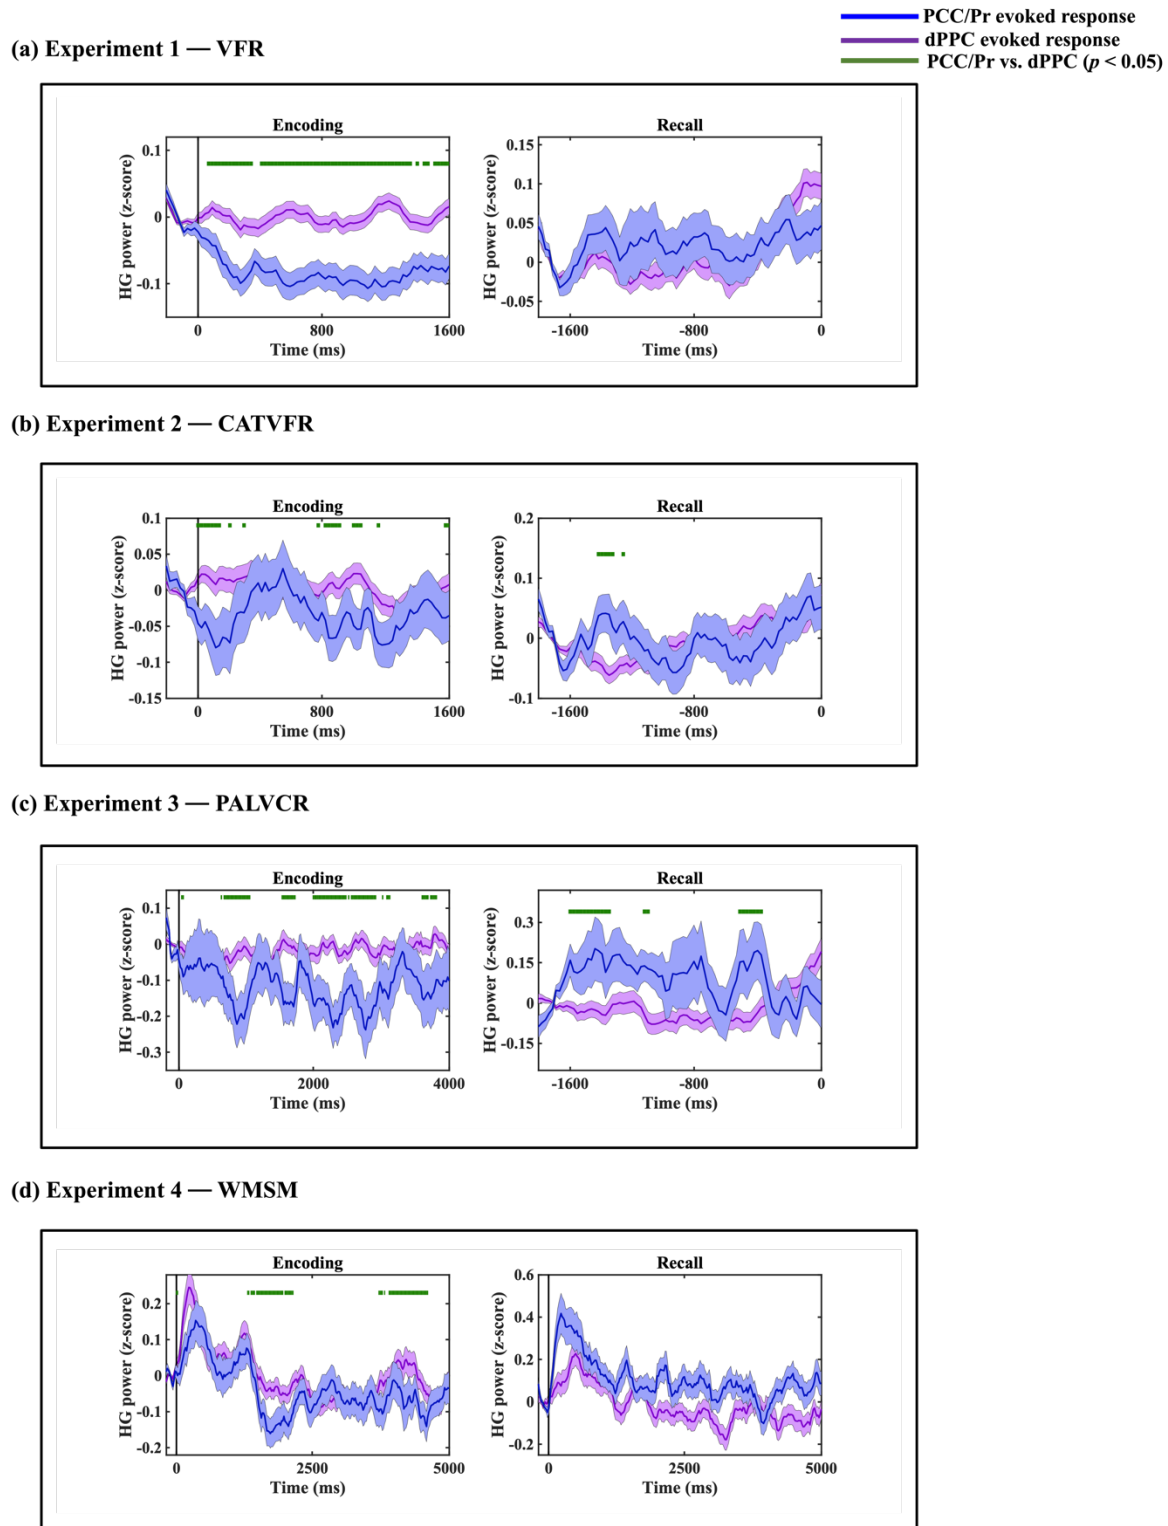 PCC/Pr evoked response
dPPC evoked response
PCC/Pr vs. dPPC (p < 0.05)
(a) Experiment 1 — VFR
Encoding
HG power (z-score)
0.1
0
-0.1
0
800
1600
Time (ms)
Recall
HG power (z-score)
0.15
0.1
0.05
0
-0.05
-1600
-800
0
Time (ms)
(b) Experiment 2 — CATVFR
Encoding
HG power (z-score)
0.1
0.05
0
-0.05
-0.1
-0.15
0
800
1600
Time (ms)
Recall
HG power (z-score)
0.2
0.1
0
-0.1
-1600
-800
0
Time (ms)
(c) Experiment 3 — PALVCR
Encoding
HG power (z-score)
0.1
0
-0.1
-0.2
-0.3
0
2000
4000
Time (ms)
Recall
HG power (z-score)
0.3
0.15
0
-0.15
-1600
-800
0
Time (ms)
(d) Experiment 4 — WMSM
Encoding
HG power (z-score)
0.2
0.1
0
-0.1
-0.2
0
2500
5000
Time (ms)
Recall
HG power (z-score)
0.6
0.4
0.2
0
-0.2
0
2500
5000
Time (ms)